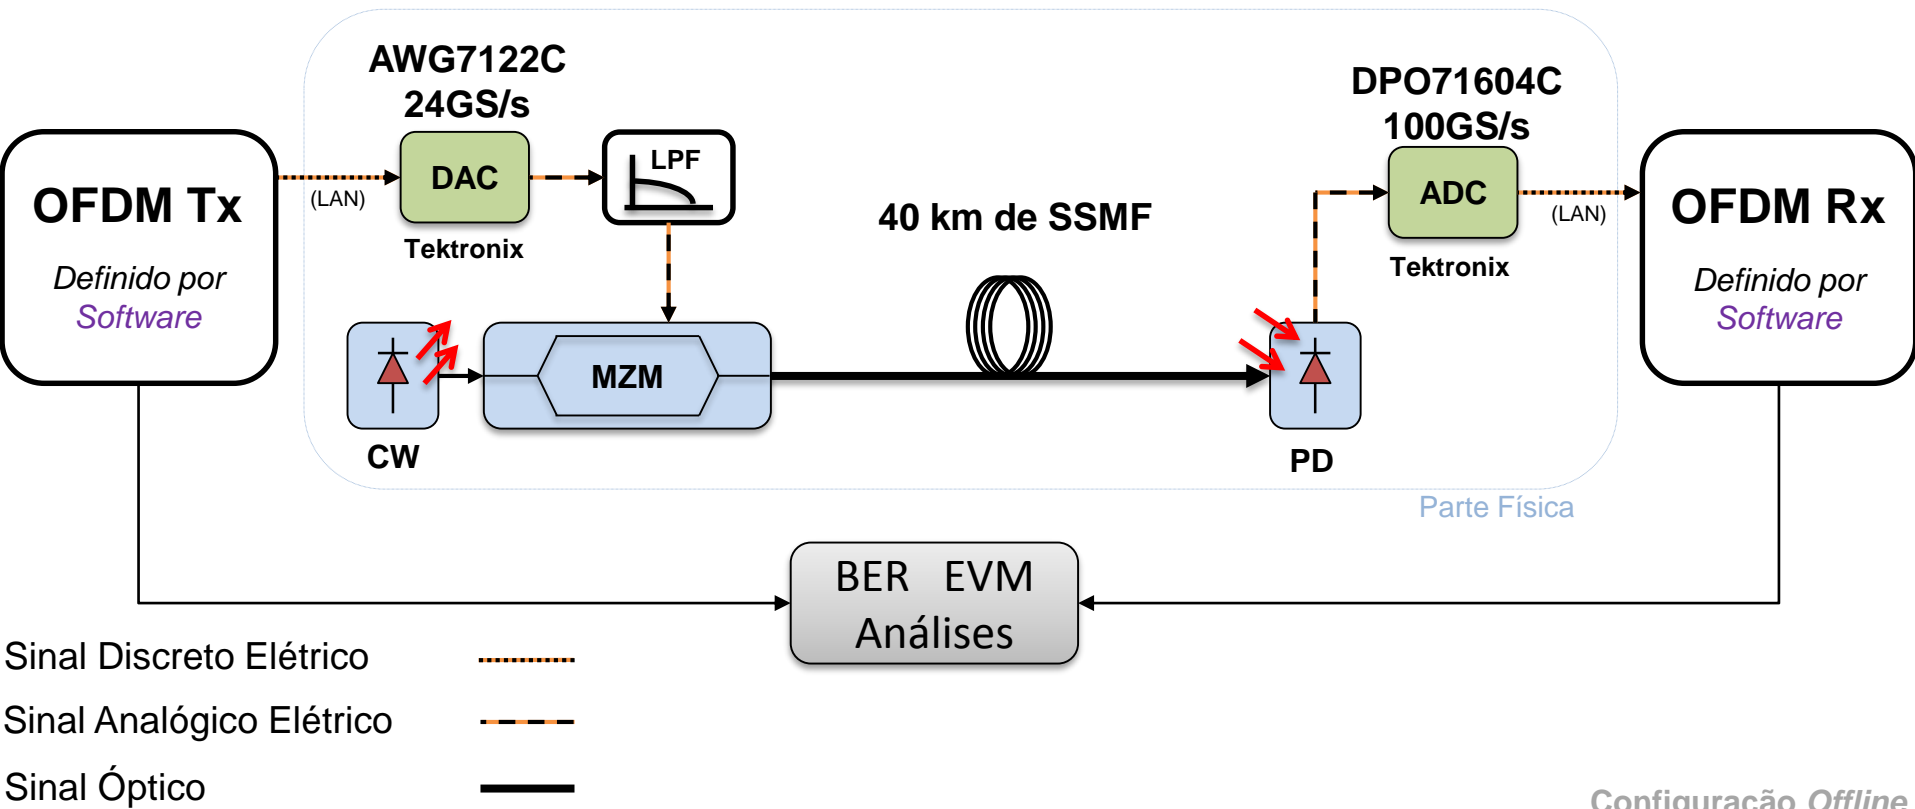 AWG7122C
24GS/s
DPO71604C
100GS/s
OFDM Tx
Definido por
Software
(LAN)
DAC
Tektronix
LPF
40 km de SSMF
ADC
Tektronix
(LAN)
OFDM Rx
Definido por
Software
CW
MZM
PD
Parte Física
BER EVM
Análises
Sinal Discreto Elétrico
Sinal Analógico Elétrico
Sinal Óptico
Configuração Offline